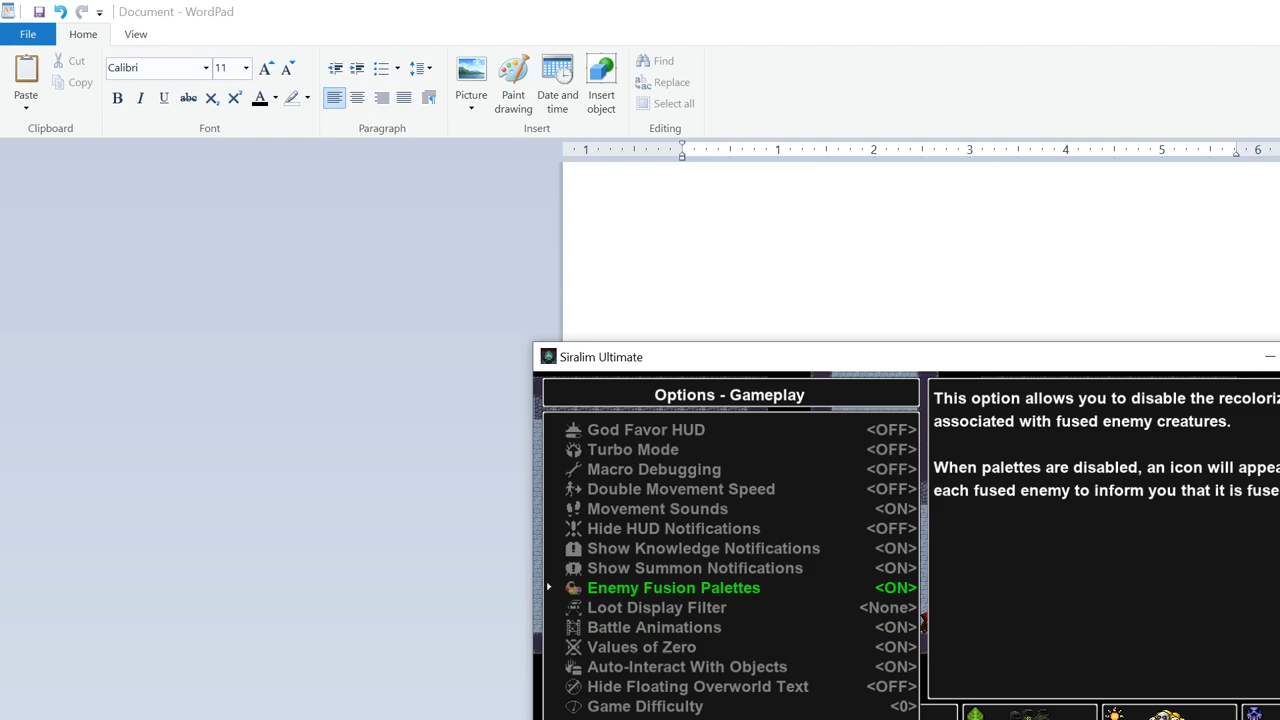 Document - WordPad
File
Home
View
Paste
Cut
Copy
Clipboard
Calibri
11
B I U abc X₂ X² A
Font
Paragraph
Picture
Paint drawing
Date and time
Insert object
Insert
Find
Replace
Select all
Editing
1 1 2 3 4 5 6
Siralim Ultimate
Options - Gameplay
God Favor HUD <OFF>
Turbo Mode <OFF>
Macro Debugging <OFF>
Double Movement Speed <OFF>
Movement Sounds <ON>
Hide HUD Notifications <OFF>
Show Knowledge Notifications <ON>
Show Summon Notifications <ON>
Enemy Fusion Palettes <ON>
Loot Display Filter <None>
Battle Animations <ON>
Values of Zero <ON>
Auto-Interact With Objects <ON>
Hide Floating Overworld Text <OFF>
Game Difficulty <0>
This option allows you to disable the recoloriz
associated with fused enemy creatures.
When palettes are disabled, an icon will appea
each fused enemy to inform you that it is fuse